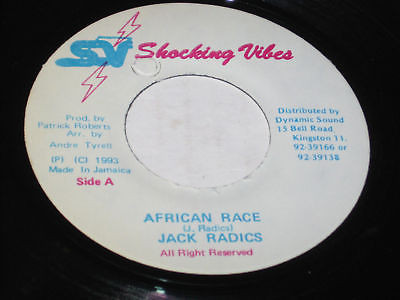 SV Shocking Vibes
Prod. by
Patrick Roberts
Arr. by
Andre Tyrell
(P) (C) 1993
Made In Jamaica
Side A
Distributed by
Dynamic Sound
15 Bell Road
Kingston 11.
92-39166 or
92-39138
AFRICAN RACE
(J. Radics)
JACK RADICS
All Right Reserved